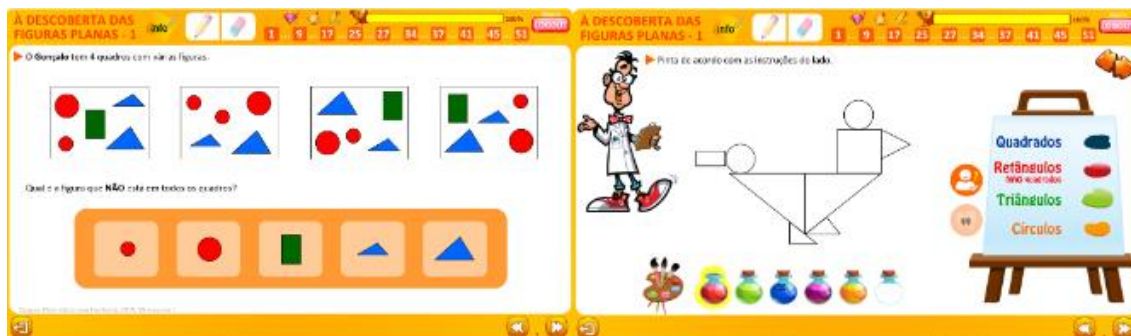 À DESCOBERTA DAS
FIGURAS PLANAS - 1
info
1 9 17 25 27 34 37 41 45 51
100%
O Gonçalo tem 4 quadros com várias figuras.
Qual é a figura que NÃO está em todos os quadros?
À DESCOBERTA DAS
FIGURAS PLANAS - 1
info
1 9 17 25 27 34 37 41 45 51
Pinta de acordo com as instruções do lado.
Quadrados
Retângulos
NÃO quadrados
Triângulos
Círculos